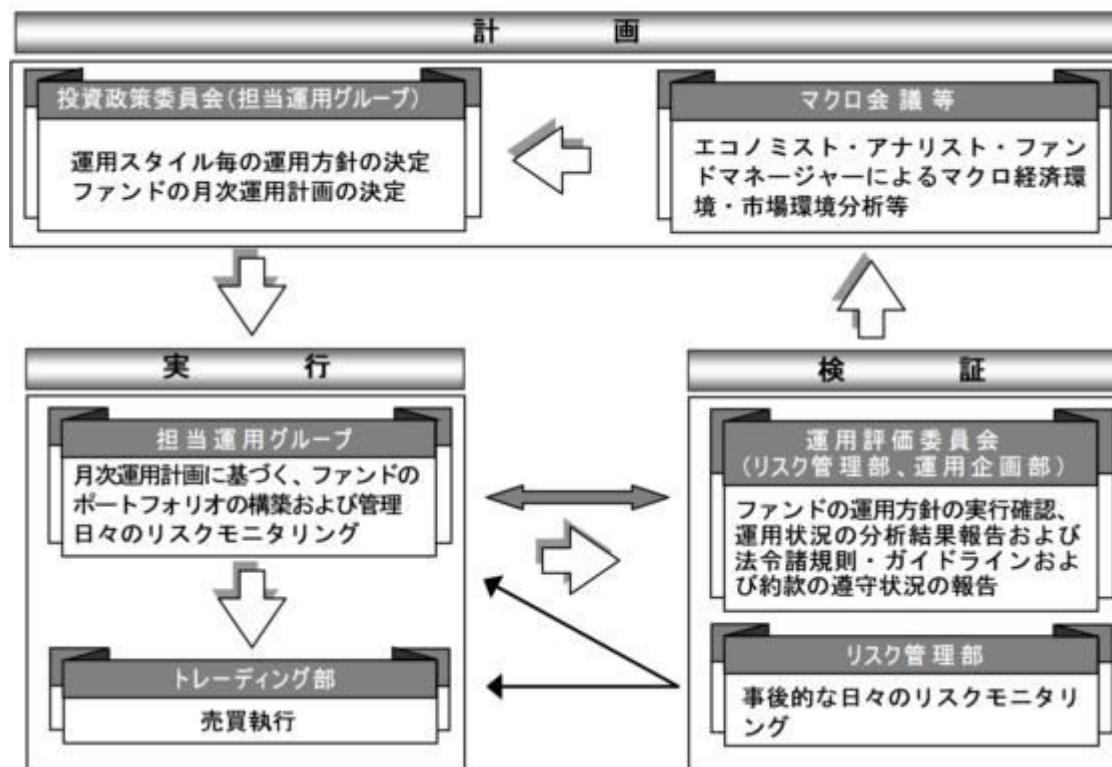 計画
投資政策委員会(担当運用グループ)
運用スタイル毎の運用方針の決定
ファンドの月次運用計画の決定
マクロ会議等
エコノミスト・アナリスト・ファン
ドマネージャーによるマクロ経済環
境・市場環境分析等
実行
担当運用グループ
月次運用計画に基づく、ファンドの
ポートフォリオの構築および管理
日々のリスクモニタリング
トレーディング部
売買執行
検証
運用評価委員会
(リスク管理部、運用企画部)
ファンドの運用方針の実行確認、
運用状況の分析結果報告および
法令諸規則・ガイドラインおよ
び約款の遵守状況の報告
リスク管理部
事後的な日々のリスクモニタリ
ング